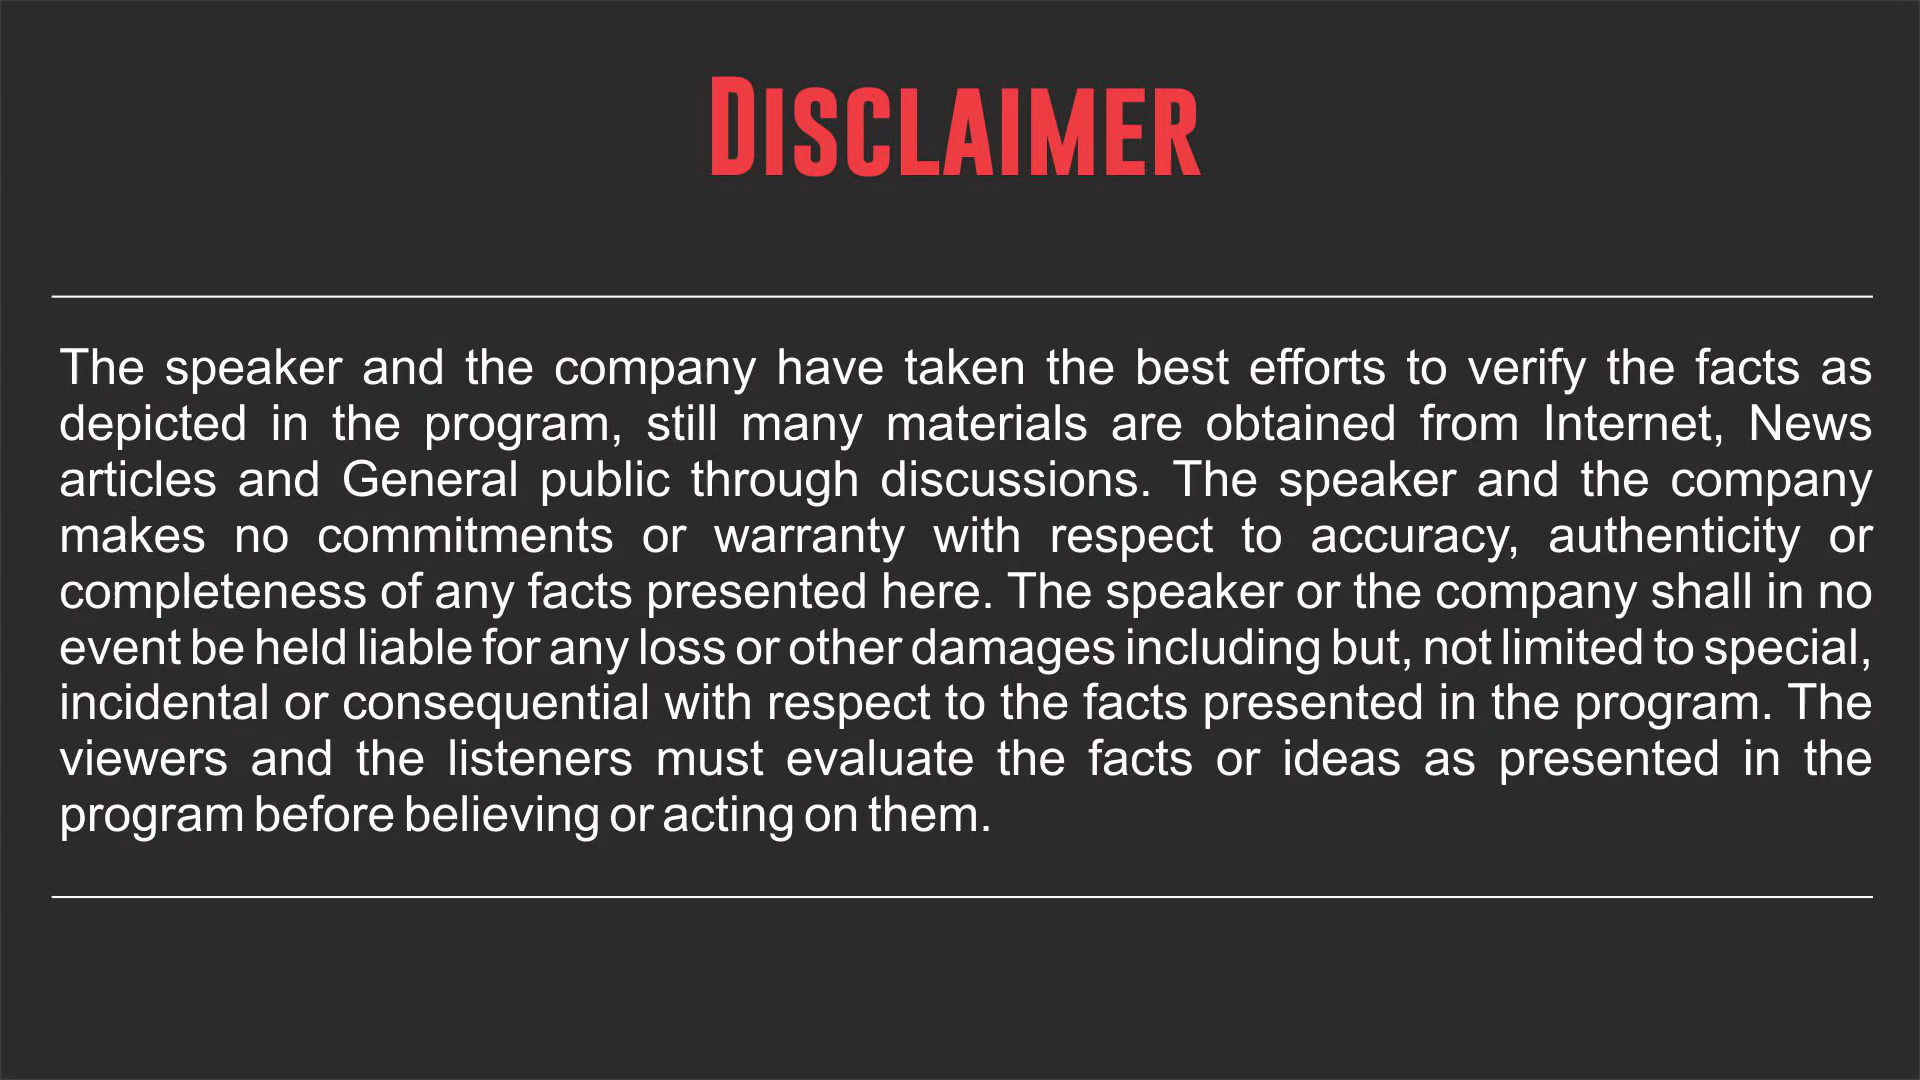 DISCLAIMER
The speaker and the company have taken the best efforts to verify the facts as
depicted in the program, still many materials are obtained from Internet, News
articles and General public through discussions. The speaker and the company
makes no commitments or warranty with respect to accuracy, authenticity or
completeness of any facts presented here. The speaker or the company shall in no
event be held liable for any loss or other damages including but, not limited to special,
incidental or consequential with respect to the facts presented in the program. The
viewers and the listeners must evaluate the facts or ideas as presented in the
program before believing or acting on them.